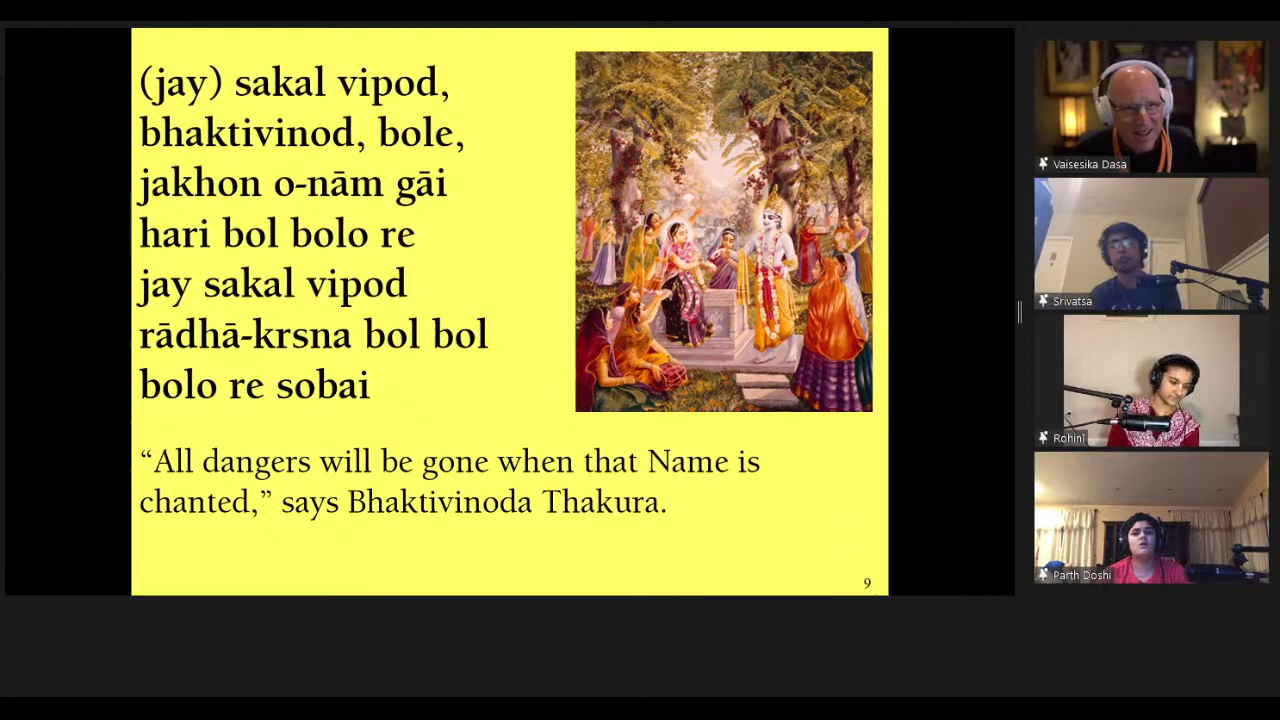 (jay) sakal vipod,
bhaktivinod, bole,
jakhon o-nām gāi
hari bol bolo re
jay sakal vipod
rādhā-krsna bol bol
bolo re sobai
“All dangers will be gone when that Name is
chanted,” says Bhaktivinoda Thakura.
9
Vaisesika Dasa
Srivatsa
Rohinī
Parth Doshi